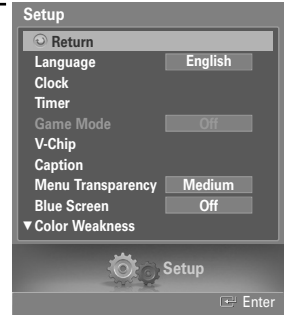 Setup
Return
Language English
Clock
Timer
Game Mode Off
V-Chip
Caption
Menu Transparency Medium
Blue Screen Off
▼Color Weakness
Setup
Enter